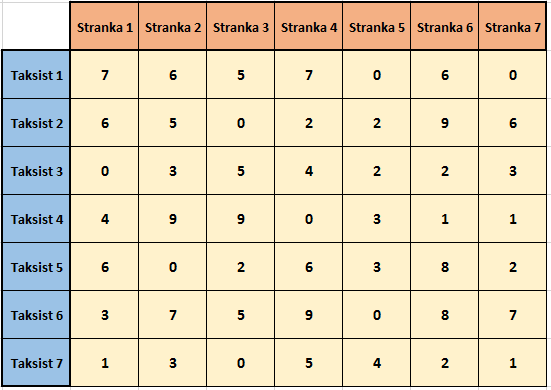 Stranka 1 Stranka 2 Stranka 3 Stranka 4 Stranka 5 Stranka 6 Stranka 7
Taksist 1 7 6 5 7 0 6 0
Taksist 2 6 5 0 2 2 9 6
Taksist 3 0 3 5 4 2 2 3
Taksist 4 4 9 9 0 3 1 1
Taksist 5 6 0 2 6 3 8 2
Taksist 6 3 7 5 9 0 8 7
Taksist 7 1 3 0 5 4 2 1